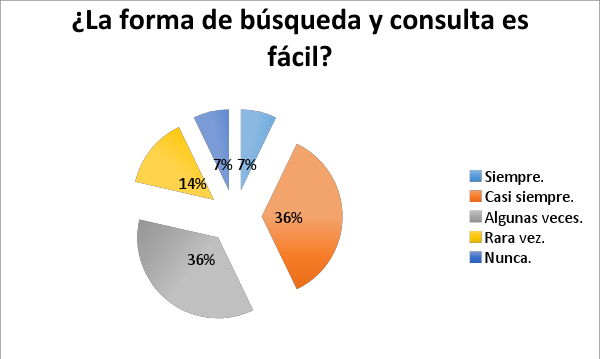 ¿La forma de búsqueda y consulta es
fácil?
7%
7%
14%
36%
36%
Siempre.
Casi siempre.
Algunas veces.
Rara vez.
Nunca.